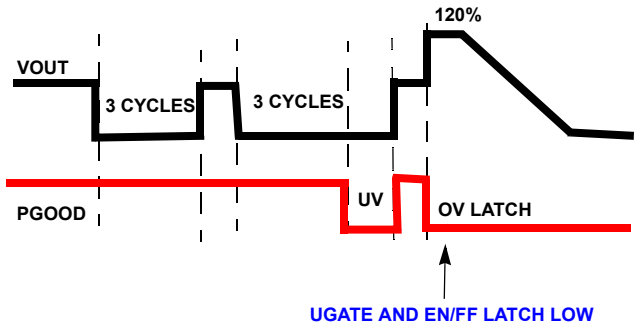 120%
VOUT
3 CYCLES
3 CYCLES
UV
PGOOD
OV LATCH
UGATE AND EN/FF LATCH LOW